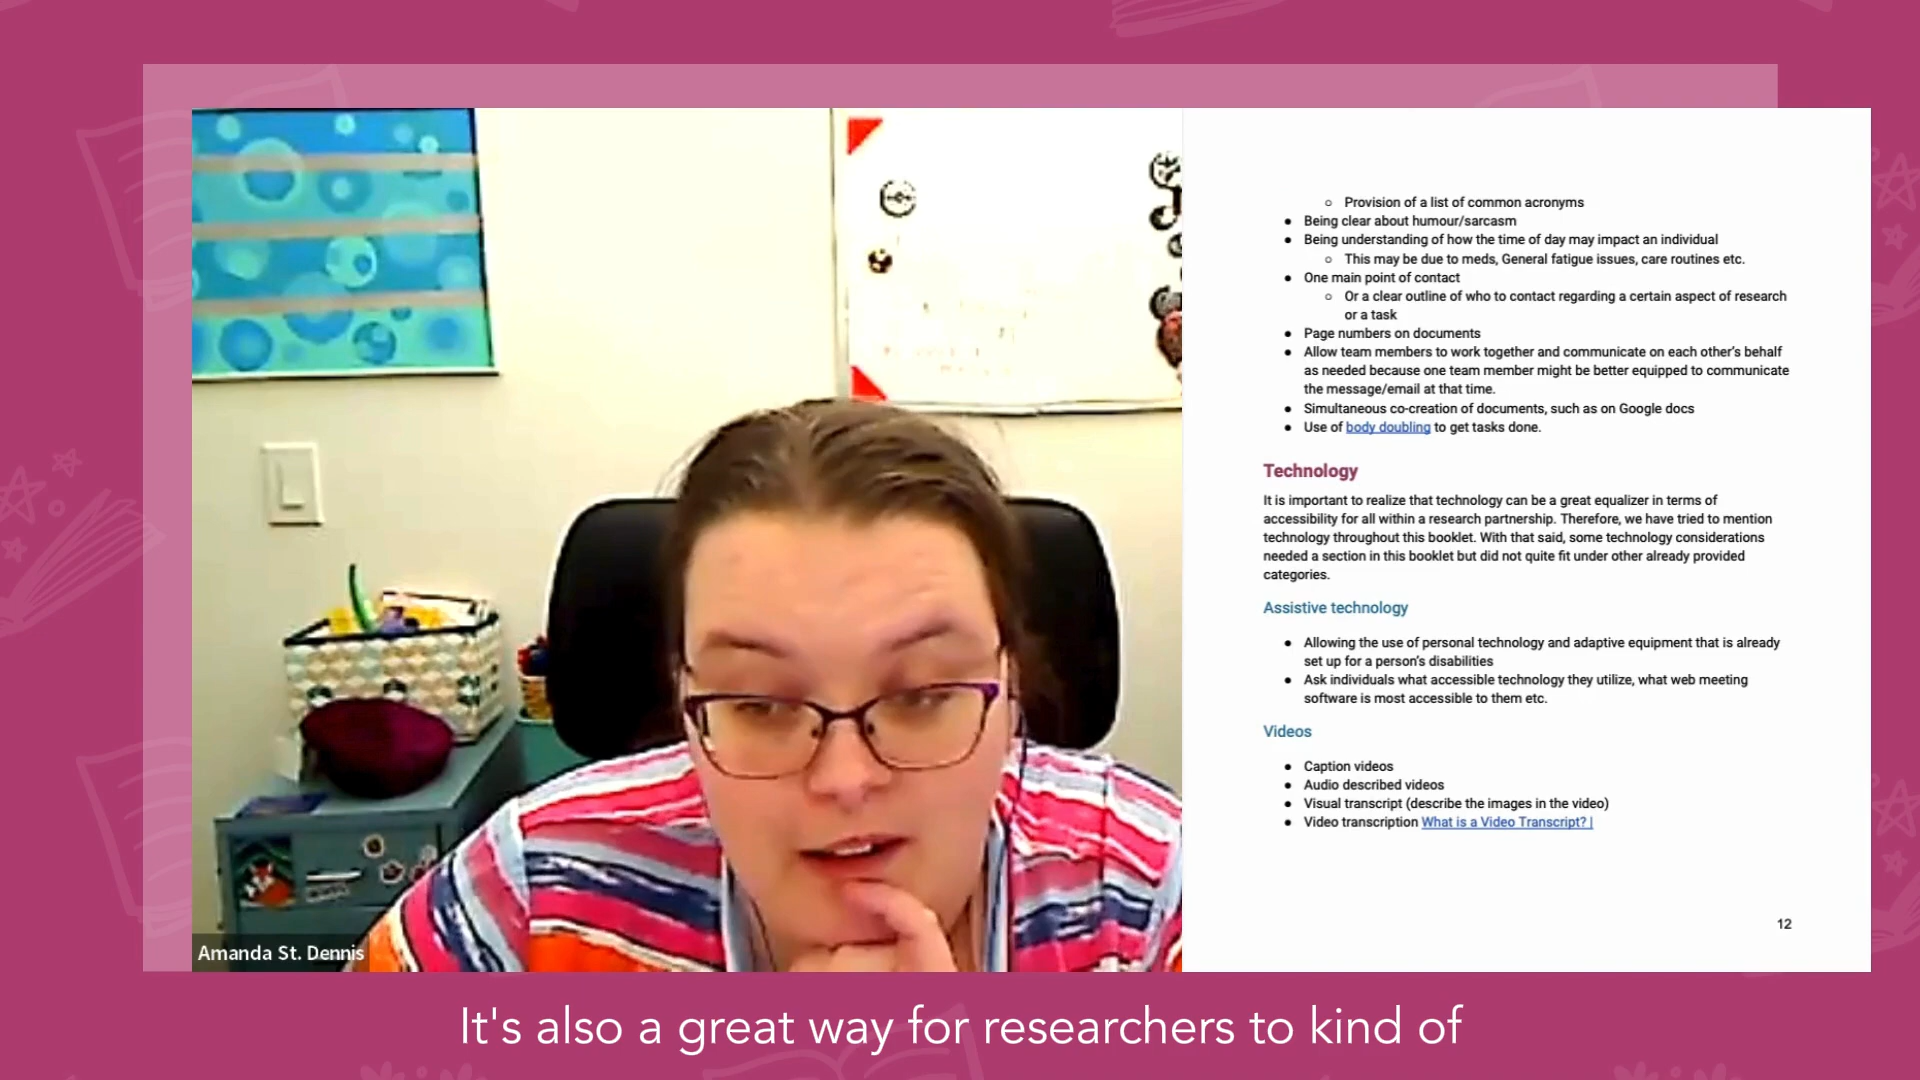 ○ Provision of a list of common acronyms
● Being clear about humour/sarcasm
● Being understanding of how the time of day may impact an individual
○ This may be due to meds, General fatigue issues, care routines etc.
● One main point of contact
○ Or a clear outline of who to contact regarding a certain aspect of research
or a task
● Page numbers on documents
● Allow team members to work together and communicate on each other's behalf
as needed because one team member might be better equipped to communicate
the message/email at that time.
● Simultaneous co-creation of documents, such as on Google docs
● Use of body doubling to get tasks done.
Technology
It is important to realize that technology can be a great equalizer in terms of
accessibility for all within a research partnership. Therefore, we have tried to mention
technology throughout this booklet. With that said, some technology considerations
needed a section in this booklet but did not quite fit under other already provided
categories.
Assistive technology
● Allowing the use of personal technology and adaptive equipment that is already
set up for a person's disabilities
● Ask individuals what accessible technology they utilize, what web meeting
software is most accessible to them etc.
Videos
● Caption videos
● Audio described videos
● Visual transcript (describe the images in the video)
● Video transcription What is a Video Transcript? |
12
Amanda St. Dennis
It's also a great way for researchers to kind of